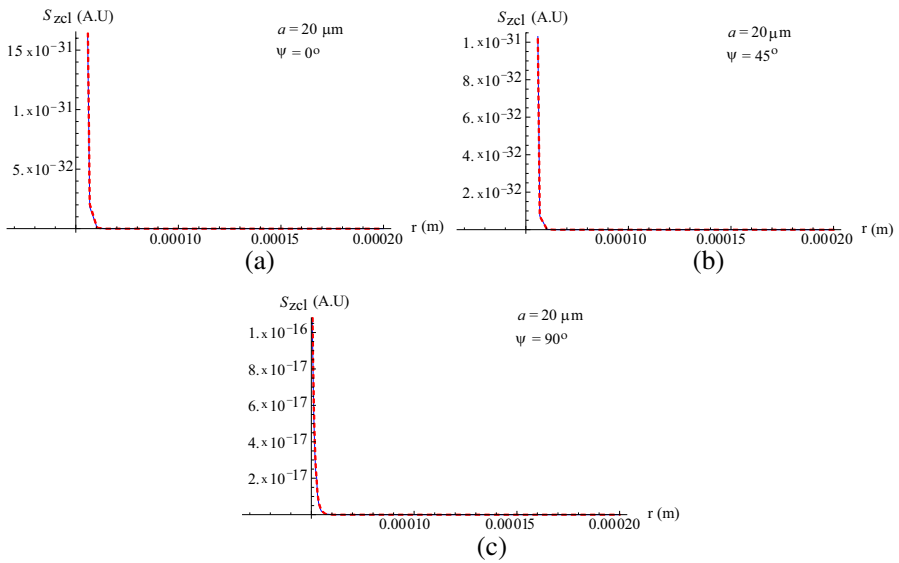 S_zcl (A.U)
a = 20 μm
ψ = 0°
15 ×10^-31
1. ×10^-31
5. ×10^-32
0.00010 0.00015 0.00020 r (m)
(a)
S_zcl (A.U)
a = 20 μm
ψ = 45°
1. ×10^-31
8. ×10^-32
6. ×10^-32
4. ×10^-32
2. ×10^-32
0.00010 0.00015 0.00020 r (m)
(b)
S_zcl (A.U)
a = 20 μm
ψ = 90°
1. ×10^-16
8. ×10^-17
6. ×10^-17
4. ×10^-17
2. ×10^-17
0.00010 0.00015 0.00020 r (m)
(c)